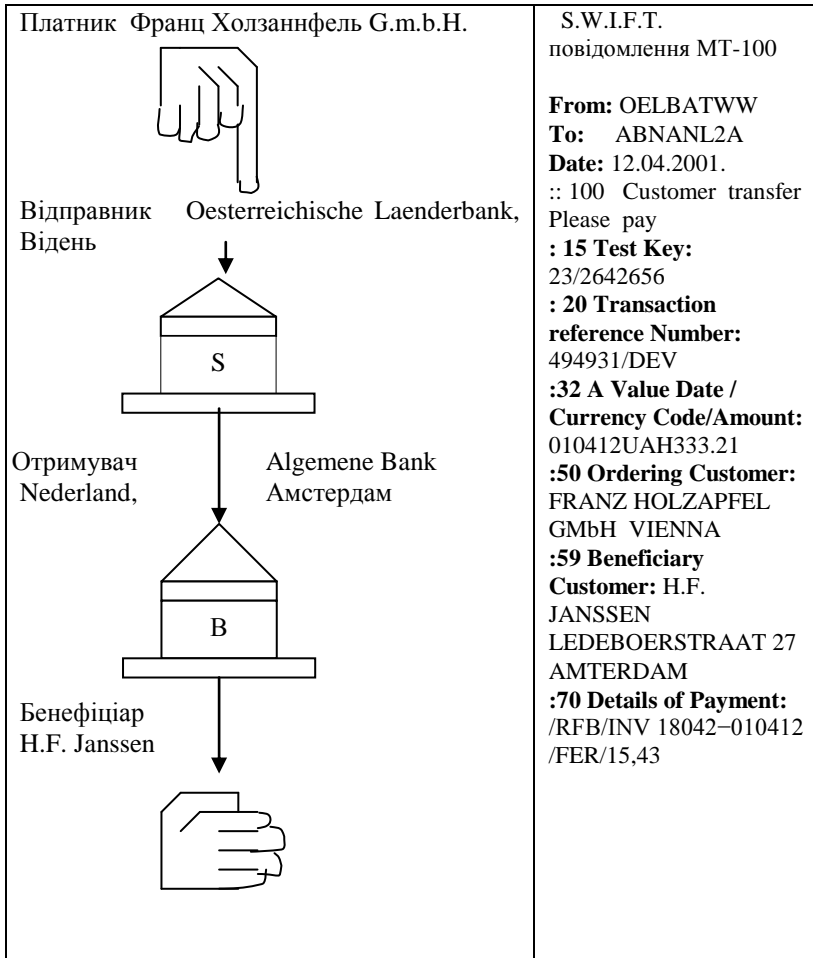 Платник Франц Холзаннфель G.m.b.H.
Відправник Oesterreichische Laenderbank,
Відень
S
Отримувач Algemene Bank
Nederland, Амстердам
B
Бенефіціар
H.F. Janssen
S.W.I.F.T.
повідомлення МТ-100
From: OELBATWW
To: ABNANL2A
Date: 12.04.2001.
:: 100 Customer transfer
Please pay
: 15 Test Key:
23/2642656
: 20 Transaction
reference Number:
494931/DEV
:32 A Value Date /
Currency Code/Amount:
010412UAH333.21
:50 Ordering Customer:
FRANZ HOLZAPFEL
GMbH VIENNA
:59 Beneficiary
Customer: H.F.
JANSSEN
LEDEBOERSTRAAT 27
AMTERDAM
:70 Details of Payment:
/RFB/INV 18042−010412
/FER/15,43